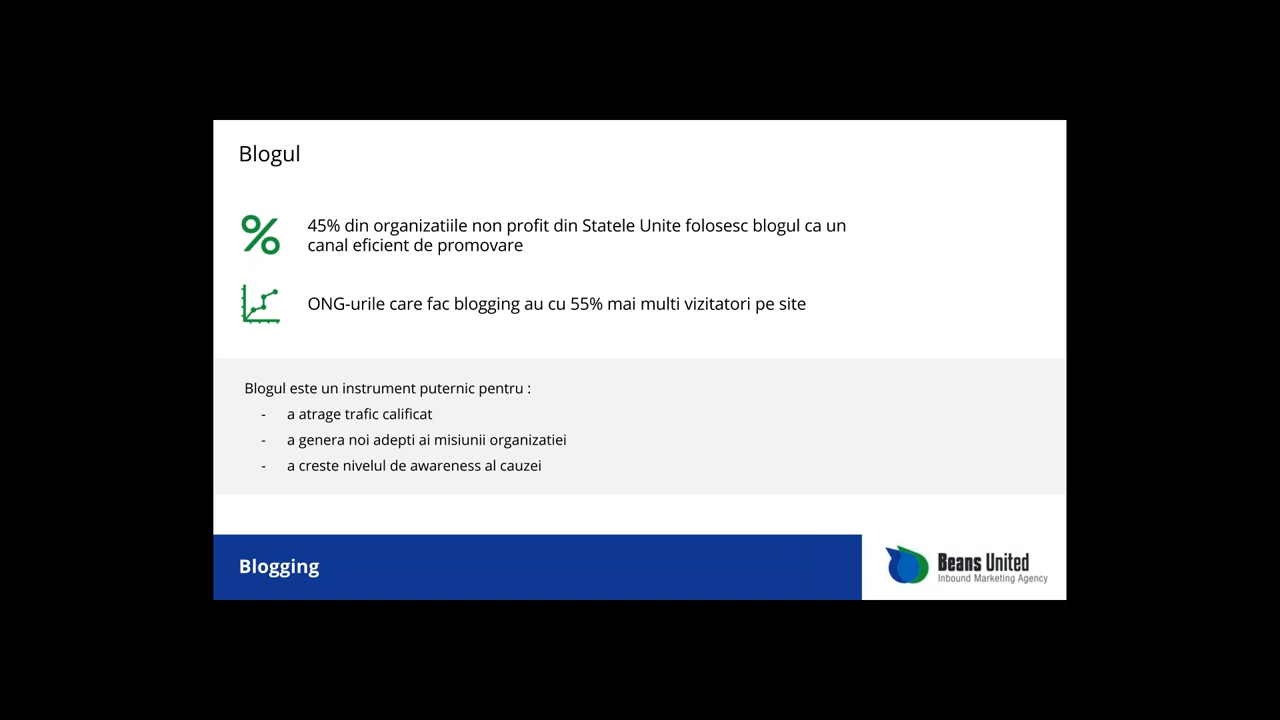 Blogul
45% din organizatiile non profit din Statele Unite folosesc blogul ca un
canal eficient de promovare
ONG-urile care fac blogging au cu 55% mai multi vizitatori pe site
Blogul este un instrument puternic pentru :
- a atrage trafic calificat
- a genera noi adepti ai misiunii organizatiei
- a creste nivelul de awareness al cauzei
Blogging
Beans United
Inbound Marketing Agency